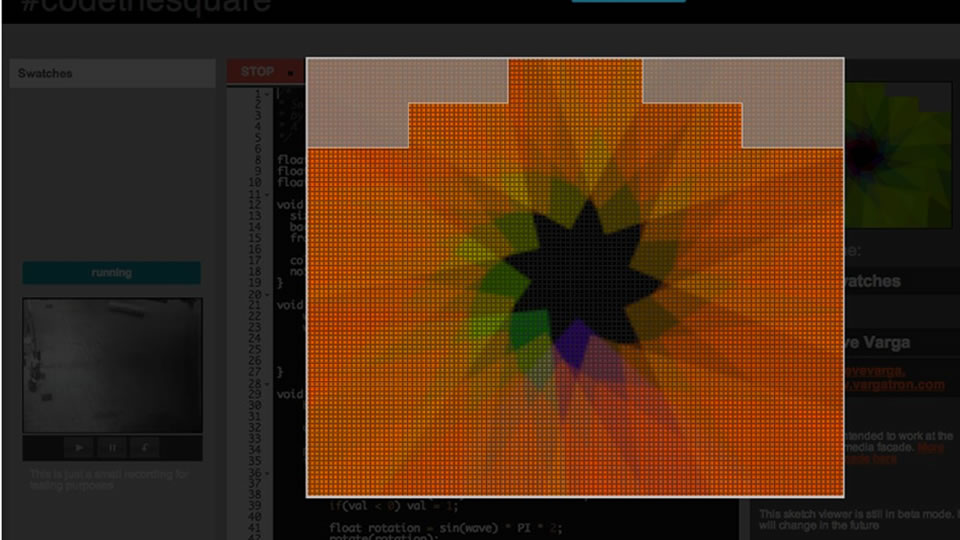 #codethesquare
Swatches
STOP
1
2
3
4
5
6
8 float
9 float
10 float
11
12 void
13
14
15
16
17
18
19 }
20
21 void
22
23
24
25
26
27 }
28
29 void
30
31
32
33
34
35
36
37
38
39 if(val < 0) val = 1;
40
41 float rotation = sin(wave) * PI * 2;
42 rotate(rotation);
running
This is just a small recording for
testing purposes
e:
watches
ve Varga
vevarga,
.vargatron.com
ntended to work at the
media facade. More
cade here
This sketch viewer is still in beta mode.
will change in the future